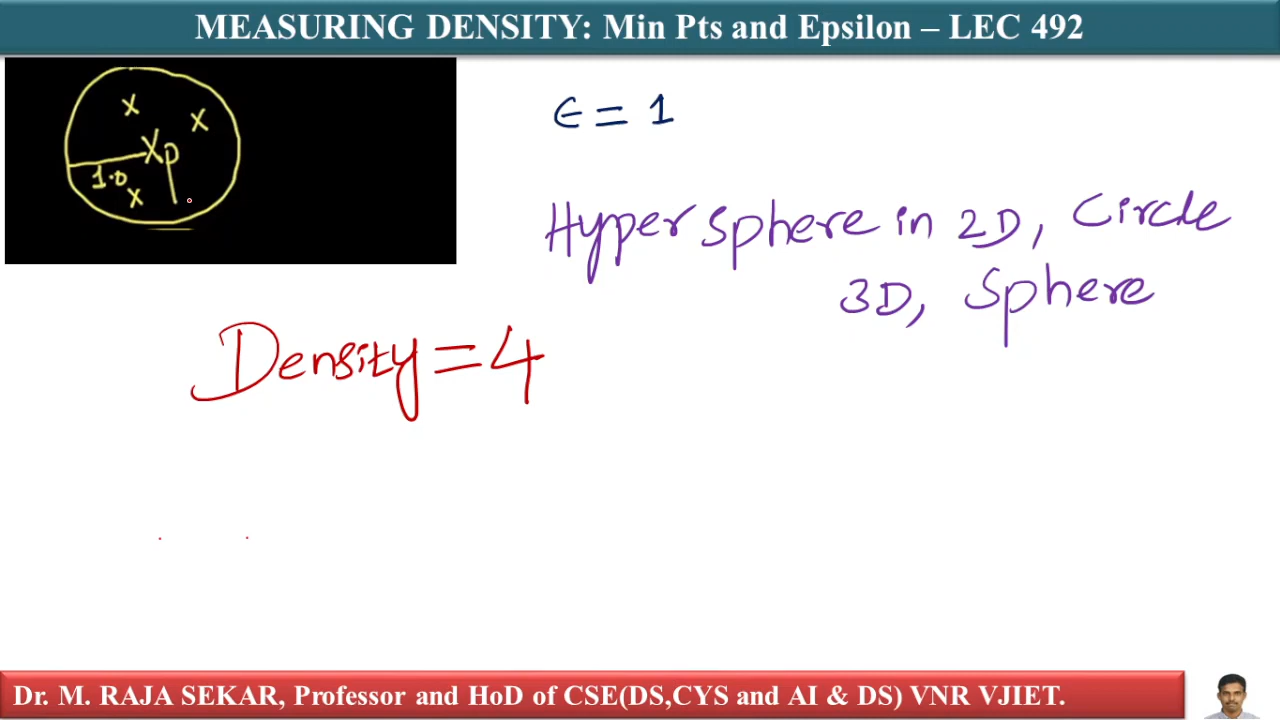 MEASURING DENSITY: Min Pts and Epsilon – LEC 492
x
x
x p
1.0
x
ϵ = 1
Hyper Sphere in 2D, Circle
3D, Sphere
Density = 4
Dr. M. RAJA SEKAR, Professor and HoD of CSE(DS,CYS and AI & DS) VNR VJIET.